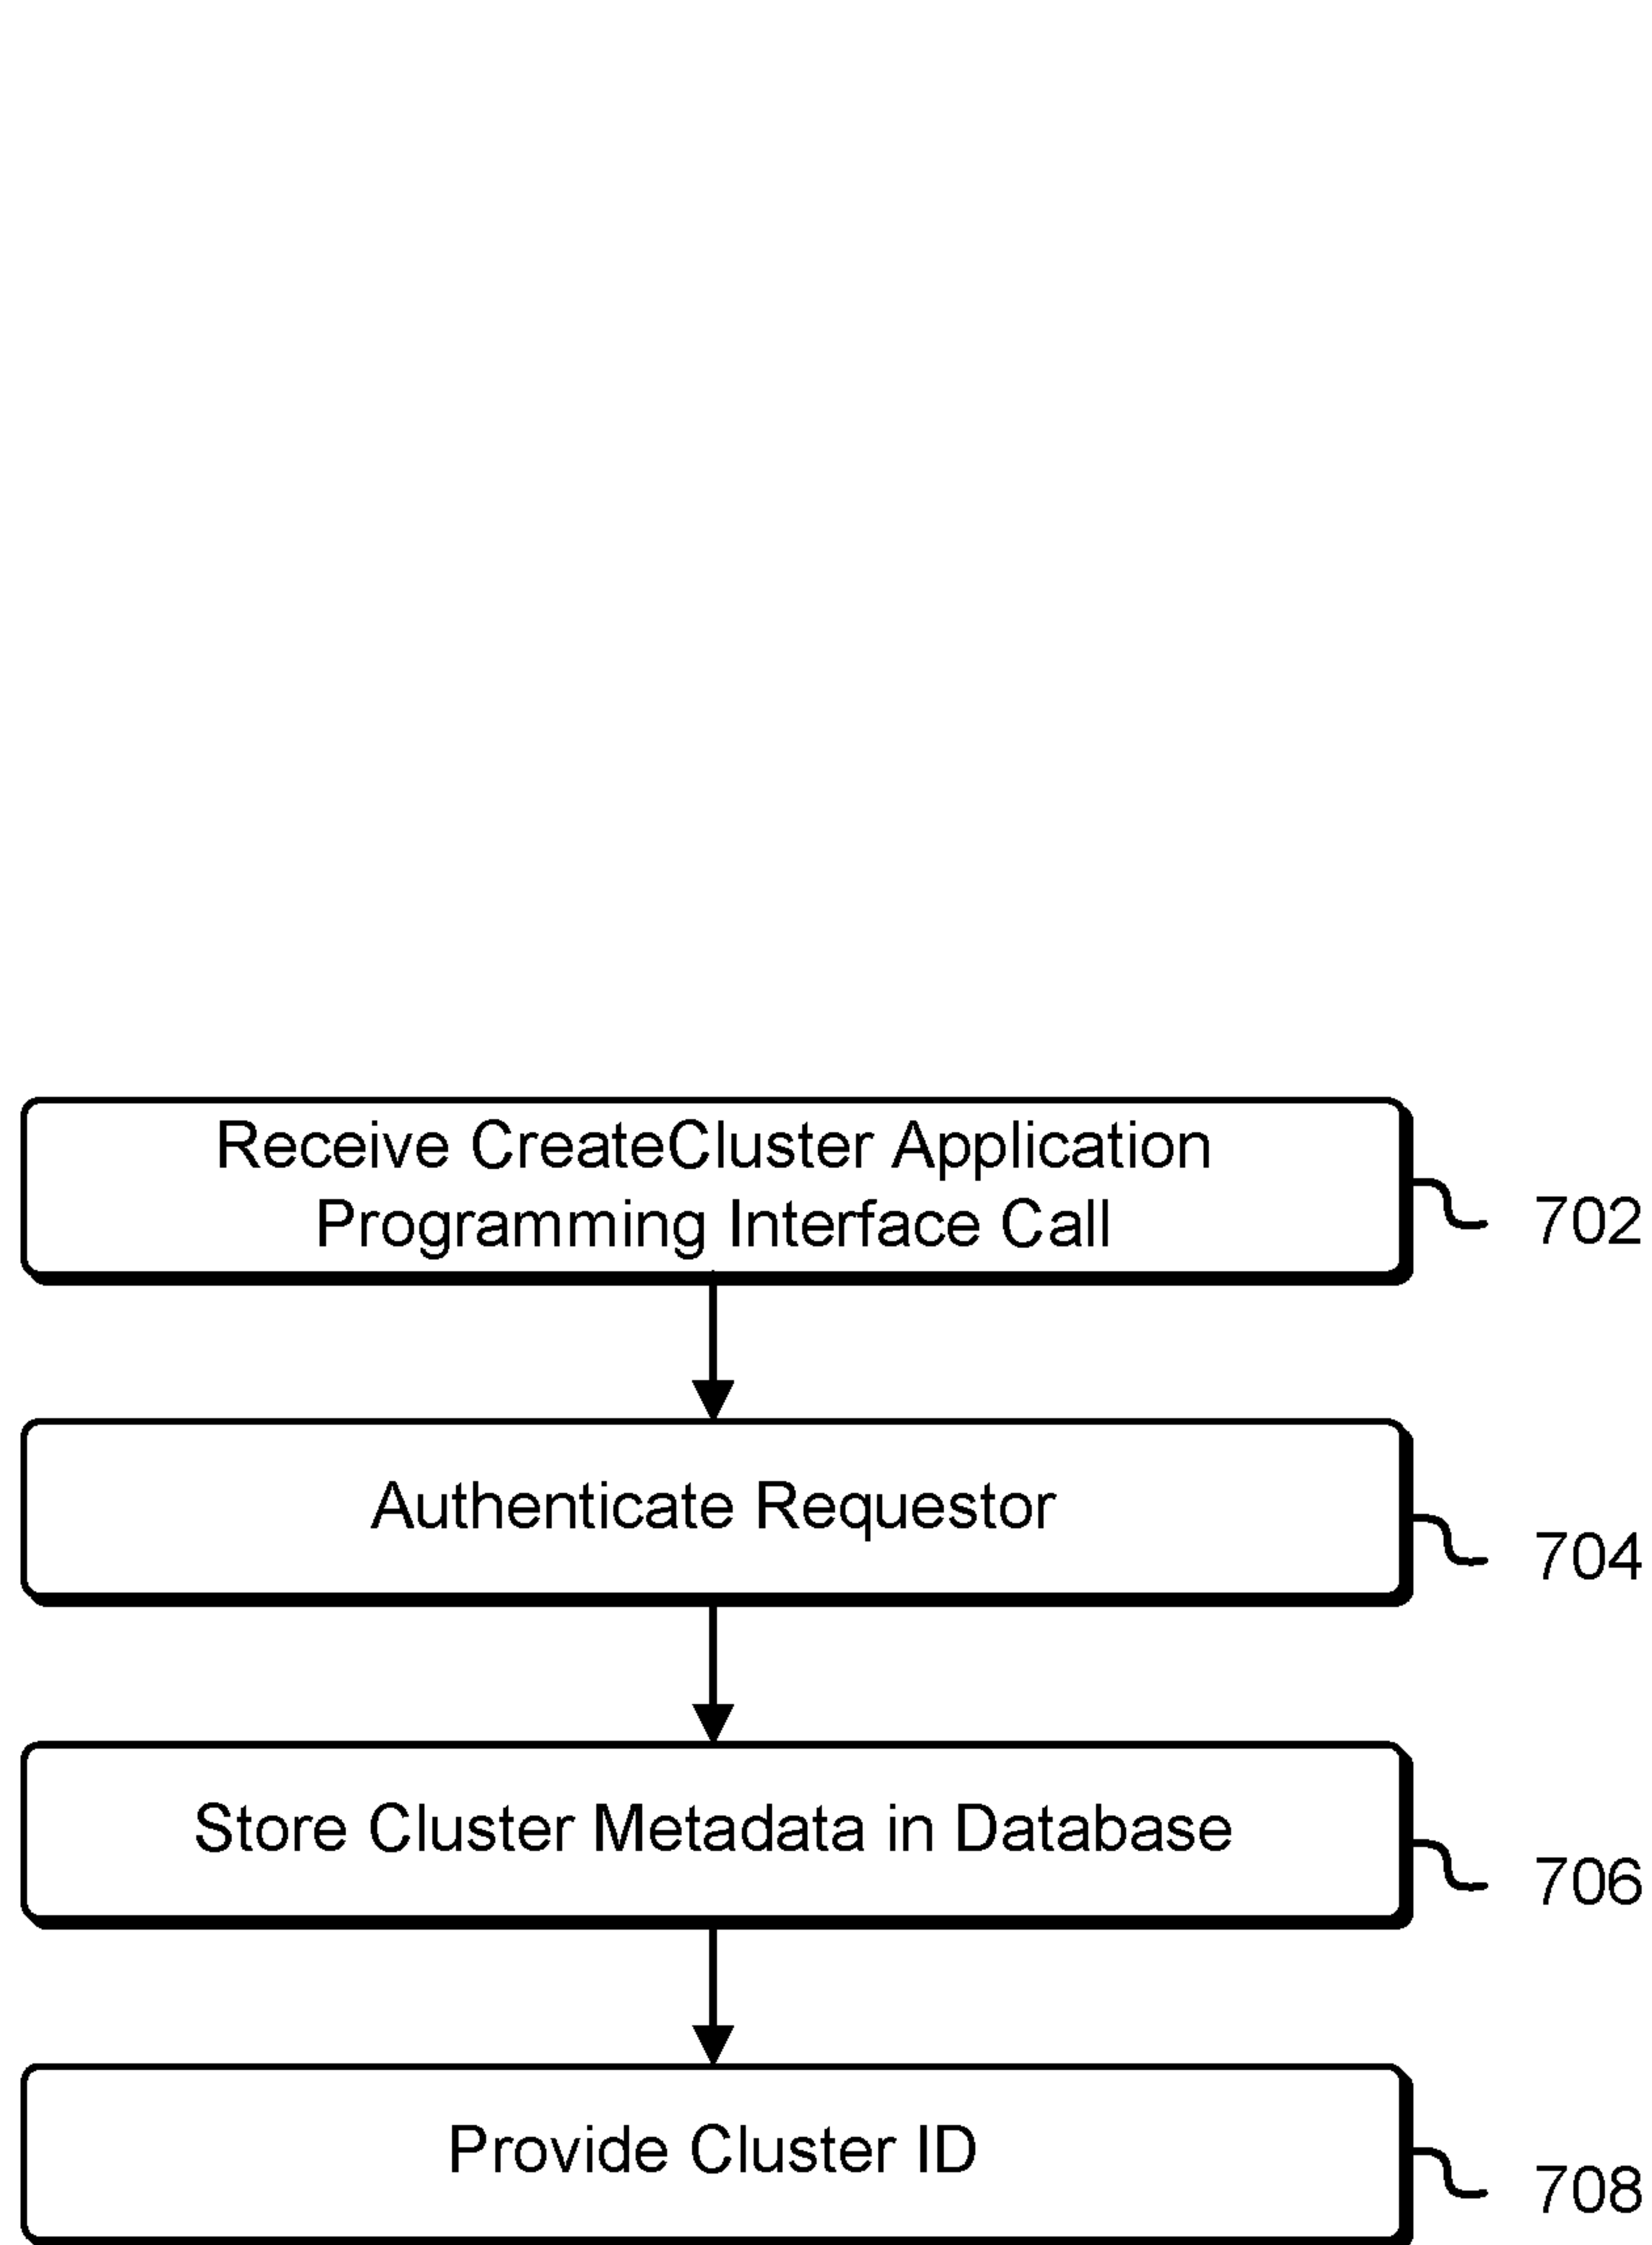 Receive CreateCluster Application
Programming Interface Call
702
Authenticate Requestor
704
Store Cluster Metadata in Database
706
Provide Cluster ID
708